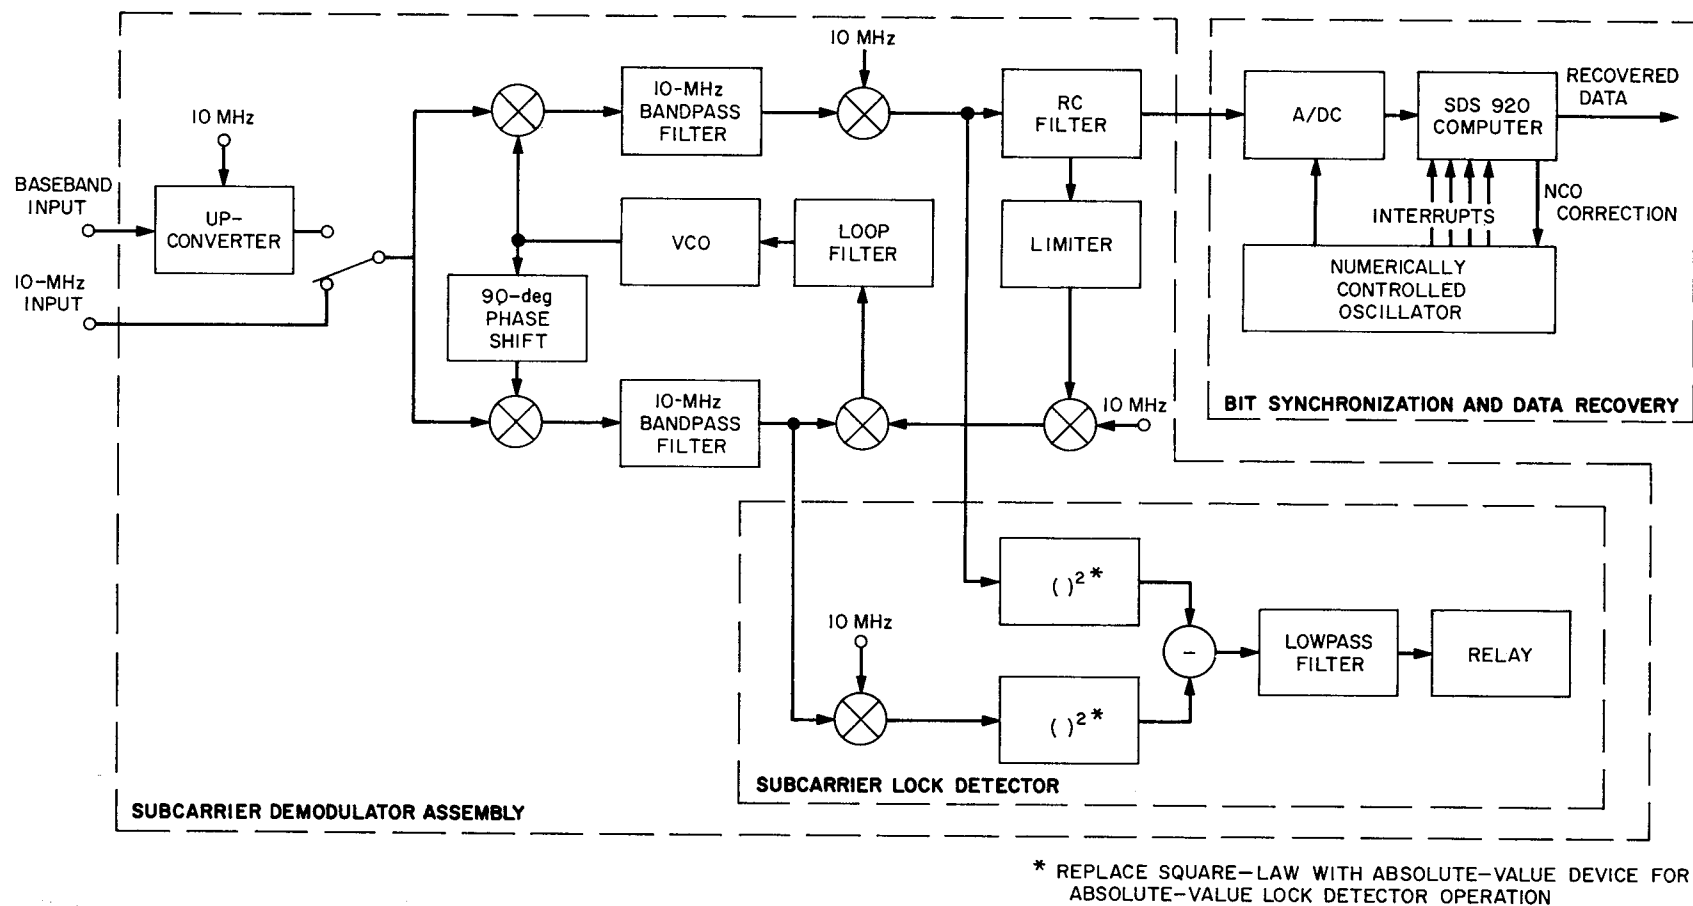 10 MHz
10 MHz
BASEBAND
INPUT
UP-
CONVERTER
10-MHz
INPUT
10-MHz
BANDPASS
FILTER
RC
FILTER
VCO
LOOP
FILTER
LIMITER
90-deg
PHASE
SHIFT
10-MHz
BANDPASS
FILTER
10 MHz
A/DC
SDS 920
COMPUTER
RECOVERED
DATA
INTERRUPTS
NCO
CORRECTION
NUMERICALLY
CONTROLLED
OSCILLATOR
BIT SYNCHRONIZATION AND DATA RECOVERY
( )²*
10 MHz
( )²*
−
LOWPASS
FILTER
RELAY
SUBCARRIER LOCK DETECTOR
SUBCARRIER DEMODULATOR ASSEMBLY
* REPLACE SQUARE-LAW WITH ABSOLUTE-VALUE DEVICE FOR
ABSOLUTE-VALUE LOCK DETECTOR OPERATION